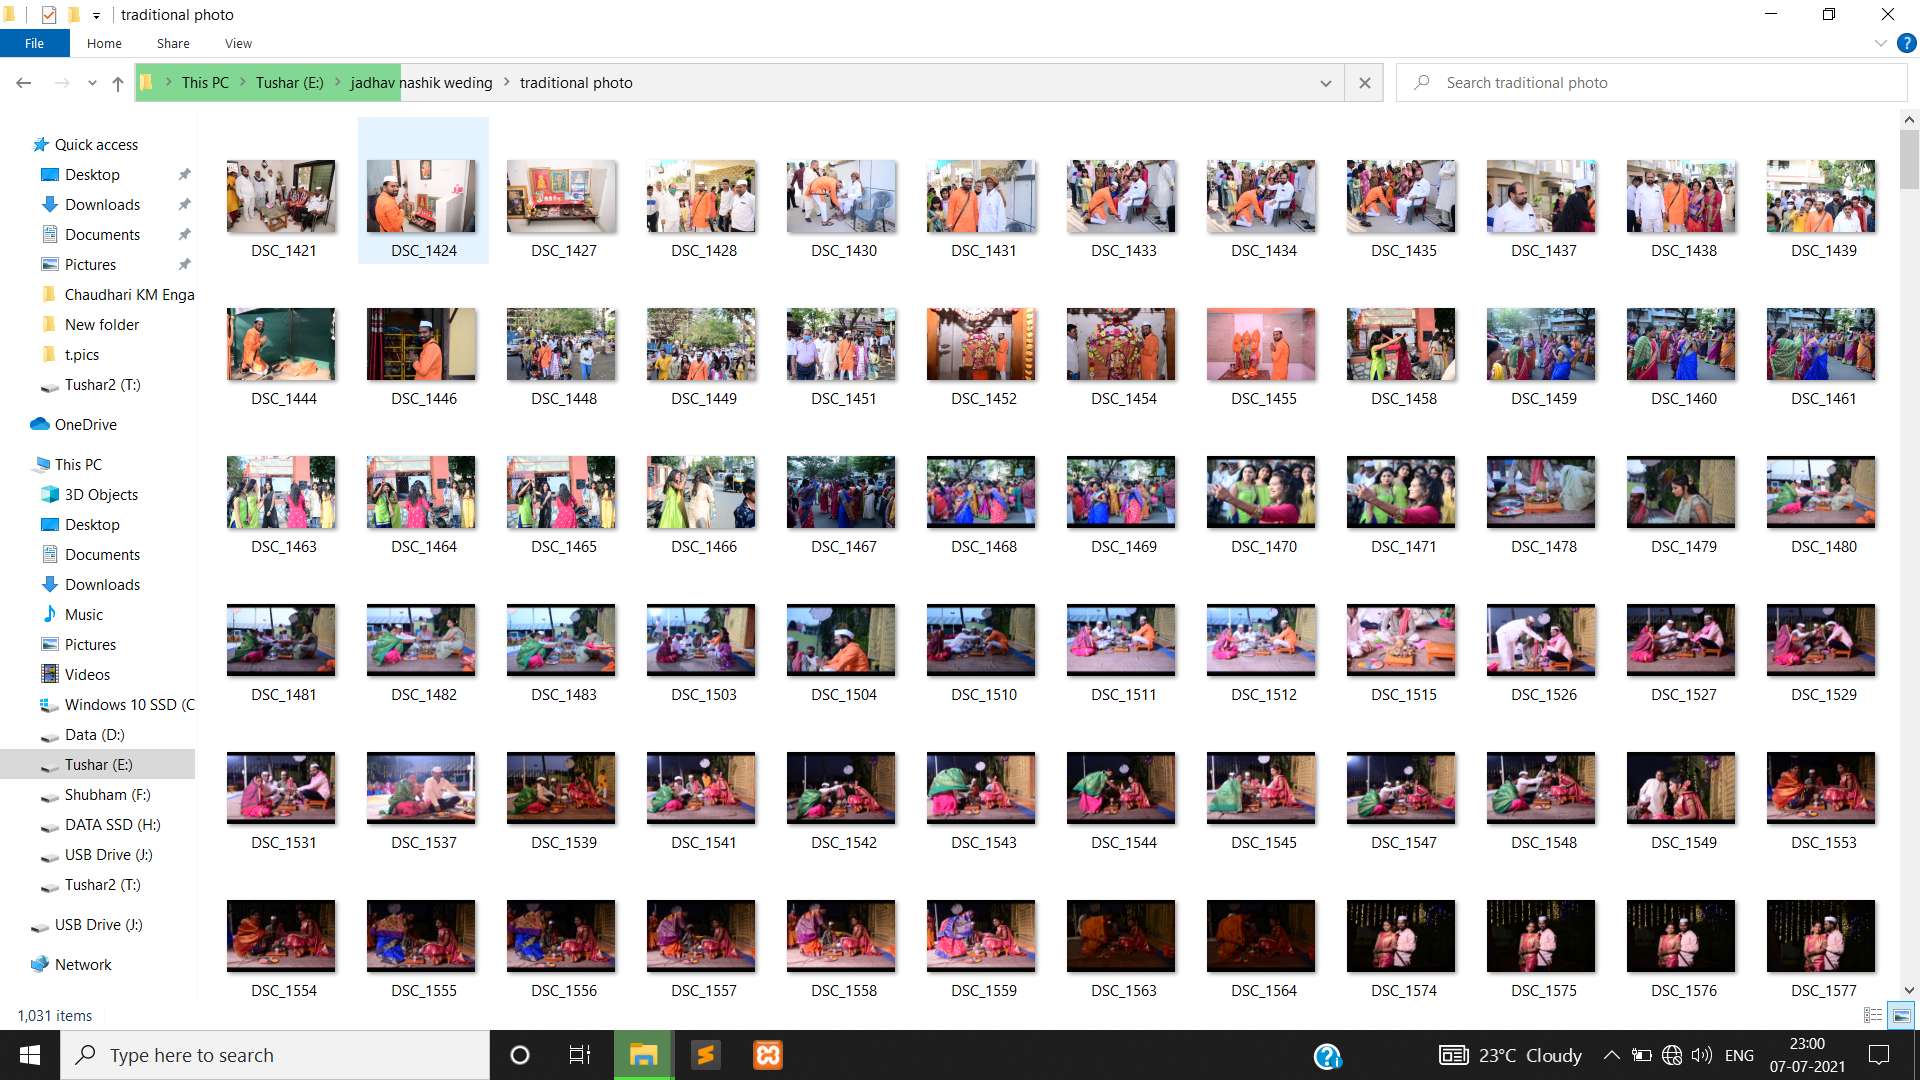 traditional photo
File Home Share View
This PC Tushar (E:) jadhav nashik weding traditional photo
Search traditional photo
Quick access
Desktop
Downloads
Documents
Pictures
Chaudhari KM Enga
New folder
t.pics
Tushar2 (T:)
OneDrive
This PC
3D Objects
Desktop
Documents
Downloads
Music
Pictures
Videos
Windows 10 SSD (C
Data (D:)
Tushar (E:)
Shubham (F:)
DATA SSD (H:)
USB Drive (J:)
Tushar2 (T:)
USB Drive (J:)
Network
DSC_1421 DSC_1424 DSC_1427 DSC_1428 DSC_1430 DSC_1431 DSC_1433 DSC_1434 DSC_1435 DSC_1437 DSC_1438 DSC_1439
DSC_1444 DSC_1446 DSC_1448 DSC_1449 DSC_1451 DSC_1452 DSC_1454 DSC_1455 DSC_1458 DSC_1459 DSC_1460 DSC_1461
DSC_1463 DSC_1464 DSC_1465 DSC_1466 DSC_1467 DSC_1468 DSC_1469 DSC_1470 DSC_1471 DSC_1478 DSC_1479 DSC_1480
DSC_1481 DSC_1482 DSC_1483 DSC_1503 DSC_1504 DSC_1510 DSC_1511 DSC_1512 DSC_1515 DSC_1526 DSC_1527 DSC_1529
DSC_1531 DSC_1537 DSC_1539 DSC_1541 DSC_1542 DSC_1543 DSC_1544 DSC_1545 DSC_1547 DSC_1548 DSC_1549 DSC_1553
DSC_1554 DSC_1555 DSC_1556 DSC_1557 DSC_1558 DSC_1559 DSC_1563 DSC_1564 DSC_1574 DSC_1575 DSC_1576 DSC_1577
1,031 items
Type here to search
23°C Cloudy
ENG
23:00
07-07-2021